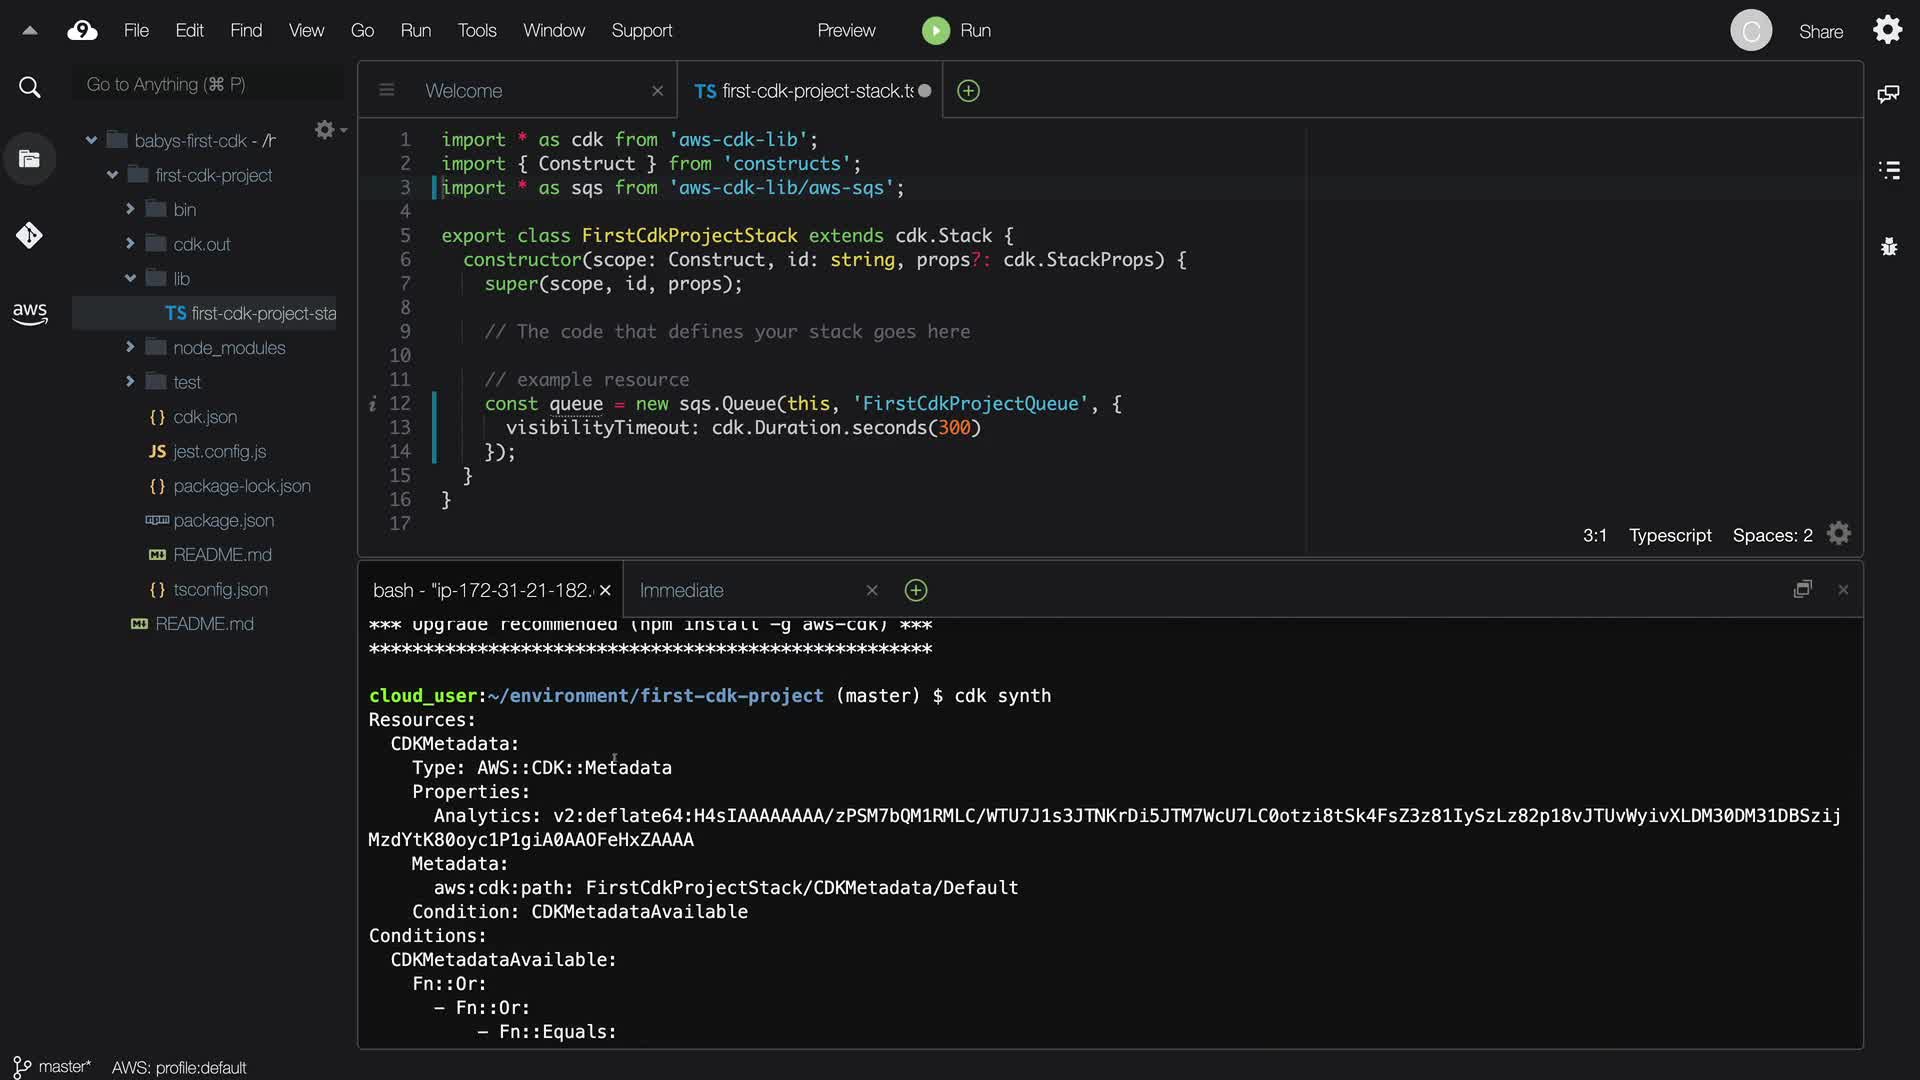 9 File Edit Find View Go Run Tools Window Support Preview Run C Share
Go to Anything (⌘ P)
Welcome
TS first-cdk-project-stack.ts
babys-first-cdk - /h
first-cdk-project
bin
cdk.out
lib
TS first-cdk-project-sta
node_modules
test
{} cdk.json
JS jest.config.js
{} package-lock.json
package.json
README.md
{} tsconfig.json
README.md
aws
1 import * as cdk from 'aws-cdk-lib';
2 import { Construct } from 'constructs';
3 import * as sqs from 'aws-cdk-lib/aws-sqs';
4
5 export class FirstCdkProjectStack extends cdk.Stack {
6 constructor(scope: Construct, id: string, props?: cdk.StackProps) {
7 super(scope, id, props);
8
9 // The code that defines your stack goes here
10
11 // example resource
i 12 const queue = new sqs.Queue(this, 'FirstCdkProjectQueue', {
13 visibilityTimeout: cdk.Duration.seconds(300)
14 });
15 }
16 }
17
3:1 Typescript Spaces: 2
bash - "ip-172-31-21-182.
Immediate
*** Upgrade recommended (npm install -g aws-cdk) ***
****************************************************
cloud_user:~/environment/first-cdk-project (master) $ cdk synth
Resources:
CDKMetadata:
Type: AWS::CDK::Metadata
Properties:
Analytics: v2:deflate64:H4sIAAAAAAAA/zPSM7bQM1RMLC/WTU7J1s3JTNKrDi5JTM7WcU7LC0otzi8tSk4FsZ3z81IySzLz82p18vJTUvWyivXLDM30DM31DBSzij
MzdYtK80oyc1P1giA0AAOFeHxZAAAA
Metadata:
aws:cdk:path: FirstCdkProjectStack/CDKMetadata/Default
Condition: CDKMetadataAvailable
Conditions:
CDKMetadataAvailable:
Fn::Or:
- Fn::Or:
- Fn::Equals:
master* AWS: profile:default